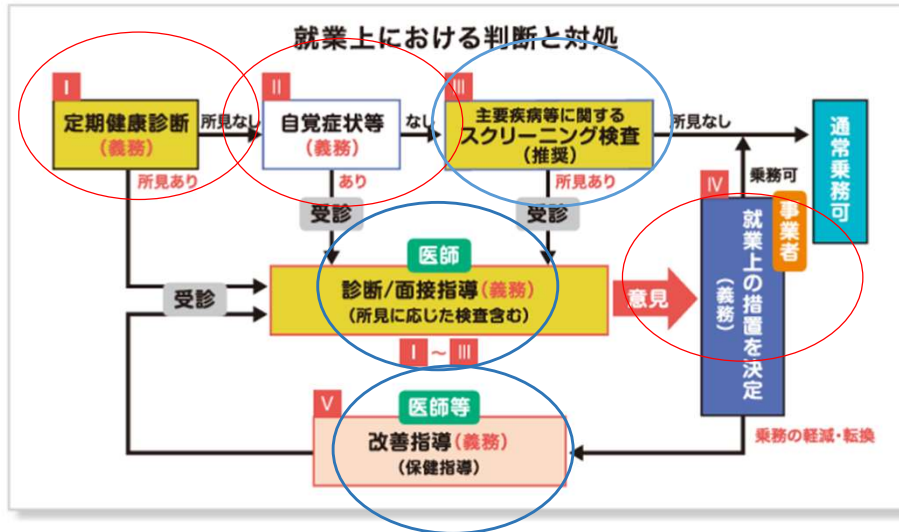 就業上における判断と対処
I
定期健康診断
(義務)
所見なし
II
自覚症状等
(義務)
なし
III
主要疾病等に関する
スクリーニング検査
(推奨)
所見なし
通常乗務可
所見あり
あり
所見あり
乗務可
受診
受診
IV
事業者
就業上の措置を決定
(義務)
医師
診断/面接指導(義務)
(所見に応じた検査含む)
意見
受診
I~III
V
医師等
改善指導(義務)
(保健指導)
乗務の軽減・転換